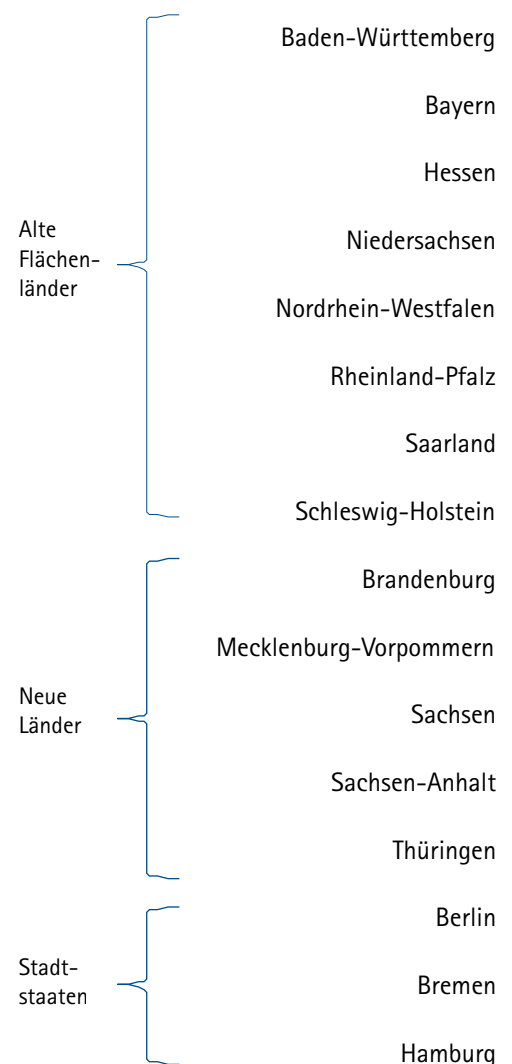 Baden-Württemberg
Bayern
Hessen
Alte
Flächen-
länder
Niedersachsen
Nordrhein-Westfalen
Rheinland-Pfalz
Saarland
Schleswig-Holstein
Brandenburg
Mecklenburg-Vorpommern
Neue
Länder
Sachsen
Sachsen-Anhalt
Thüringen
Berlin
Stadt-
staaten
Bremen
Hamburg